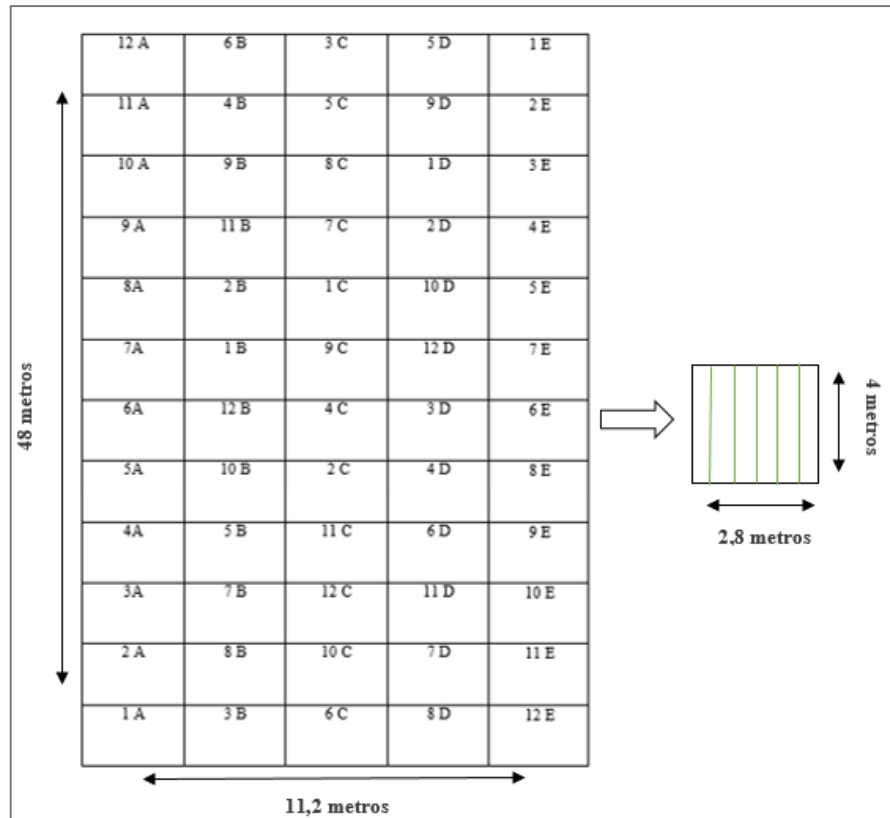 12 A 6 B 3 C 5 D 1 E
11 A 4 B 5 C 9 D 2 E
10 A 9 B 8 C 1 D 3 E
9 A 11 B 7 C 2 D 4 E
8A 2 B 1 C 10 D 5 E
7A 1 B 9 C 12 D 7 E
6A 12 B 4 C 3 D 6 E
5A 10 B 2 C 4 D 8 E
4A 5 B 11 C 6 D 9 E
3A 7 B 12 C 11 D 10 E
2 A 8 B 10 C 7 D 11 E
1 A 3 B 6 C 8 D 12 E
48 metros
11,2 metros
4 metros
2,8 metros